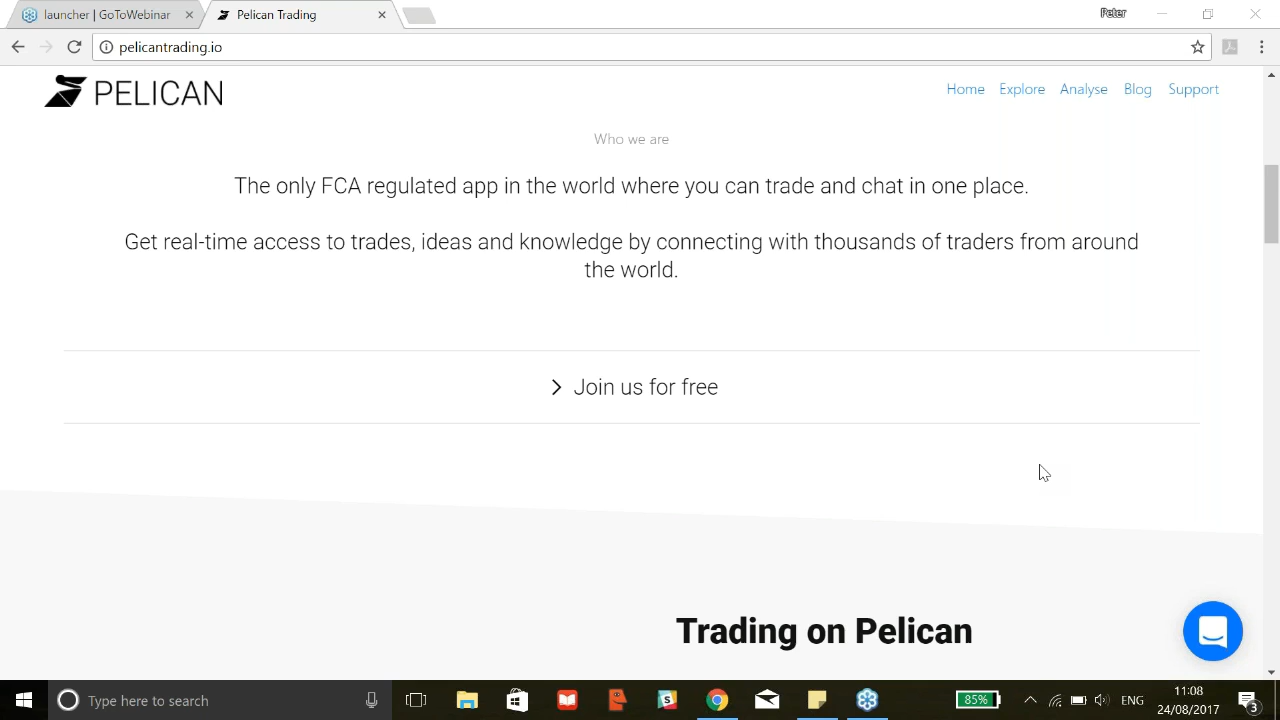 launcher | GoToWebinar
Pelican Trading
Peter
pelicantrading.io
PELICAN
Home Explore Analyse Blog Support
Who we are
The only FCA regulated app in the world where you can trade and chat in one place.
Get real-time access to trades, ideas and knowledge by connecting with thousands of traders from around
the world.
Join us for free
Trading on Pelican
Type here to search
85%
ENG
11:08
24/08/2017
3